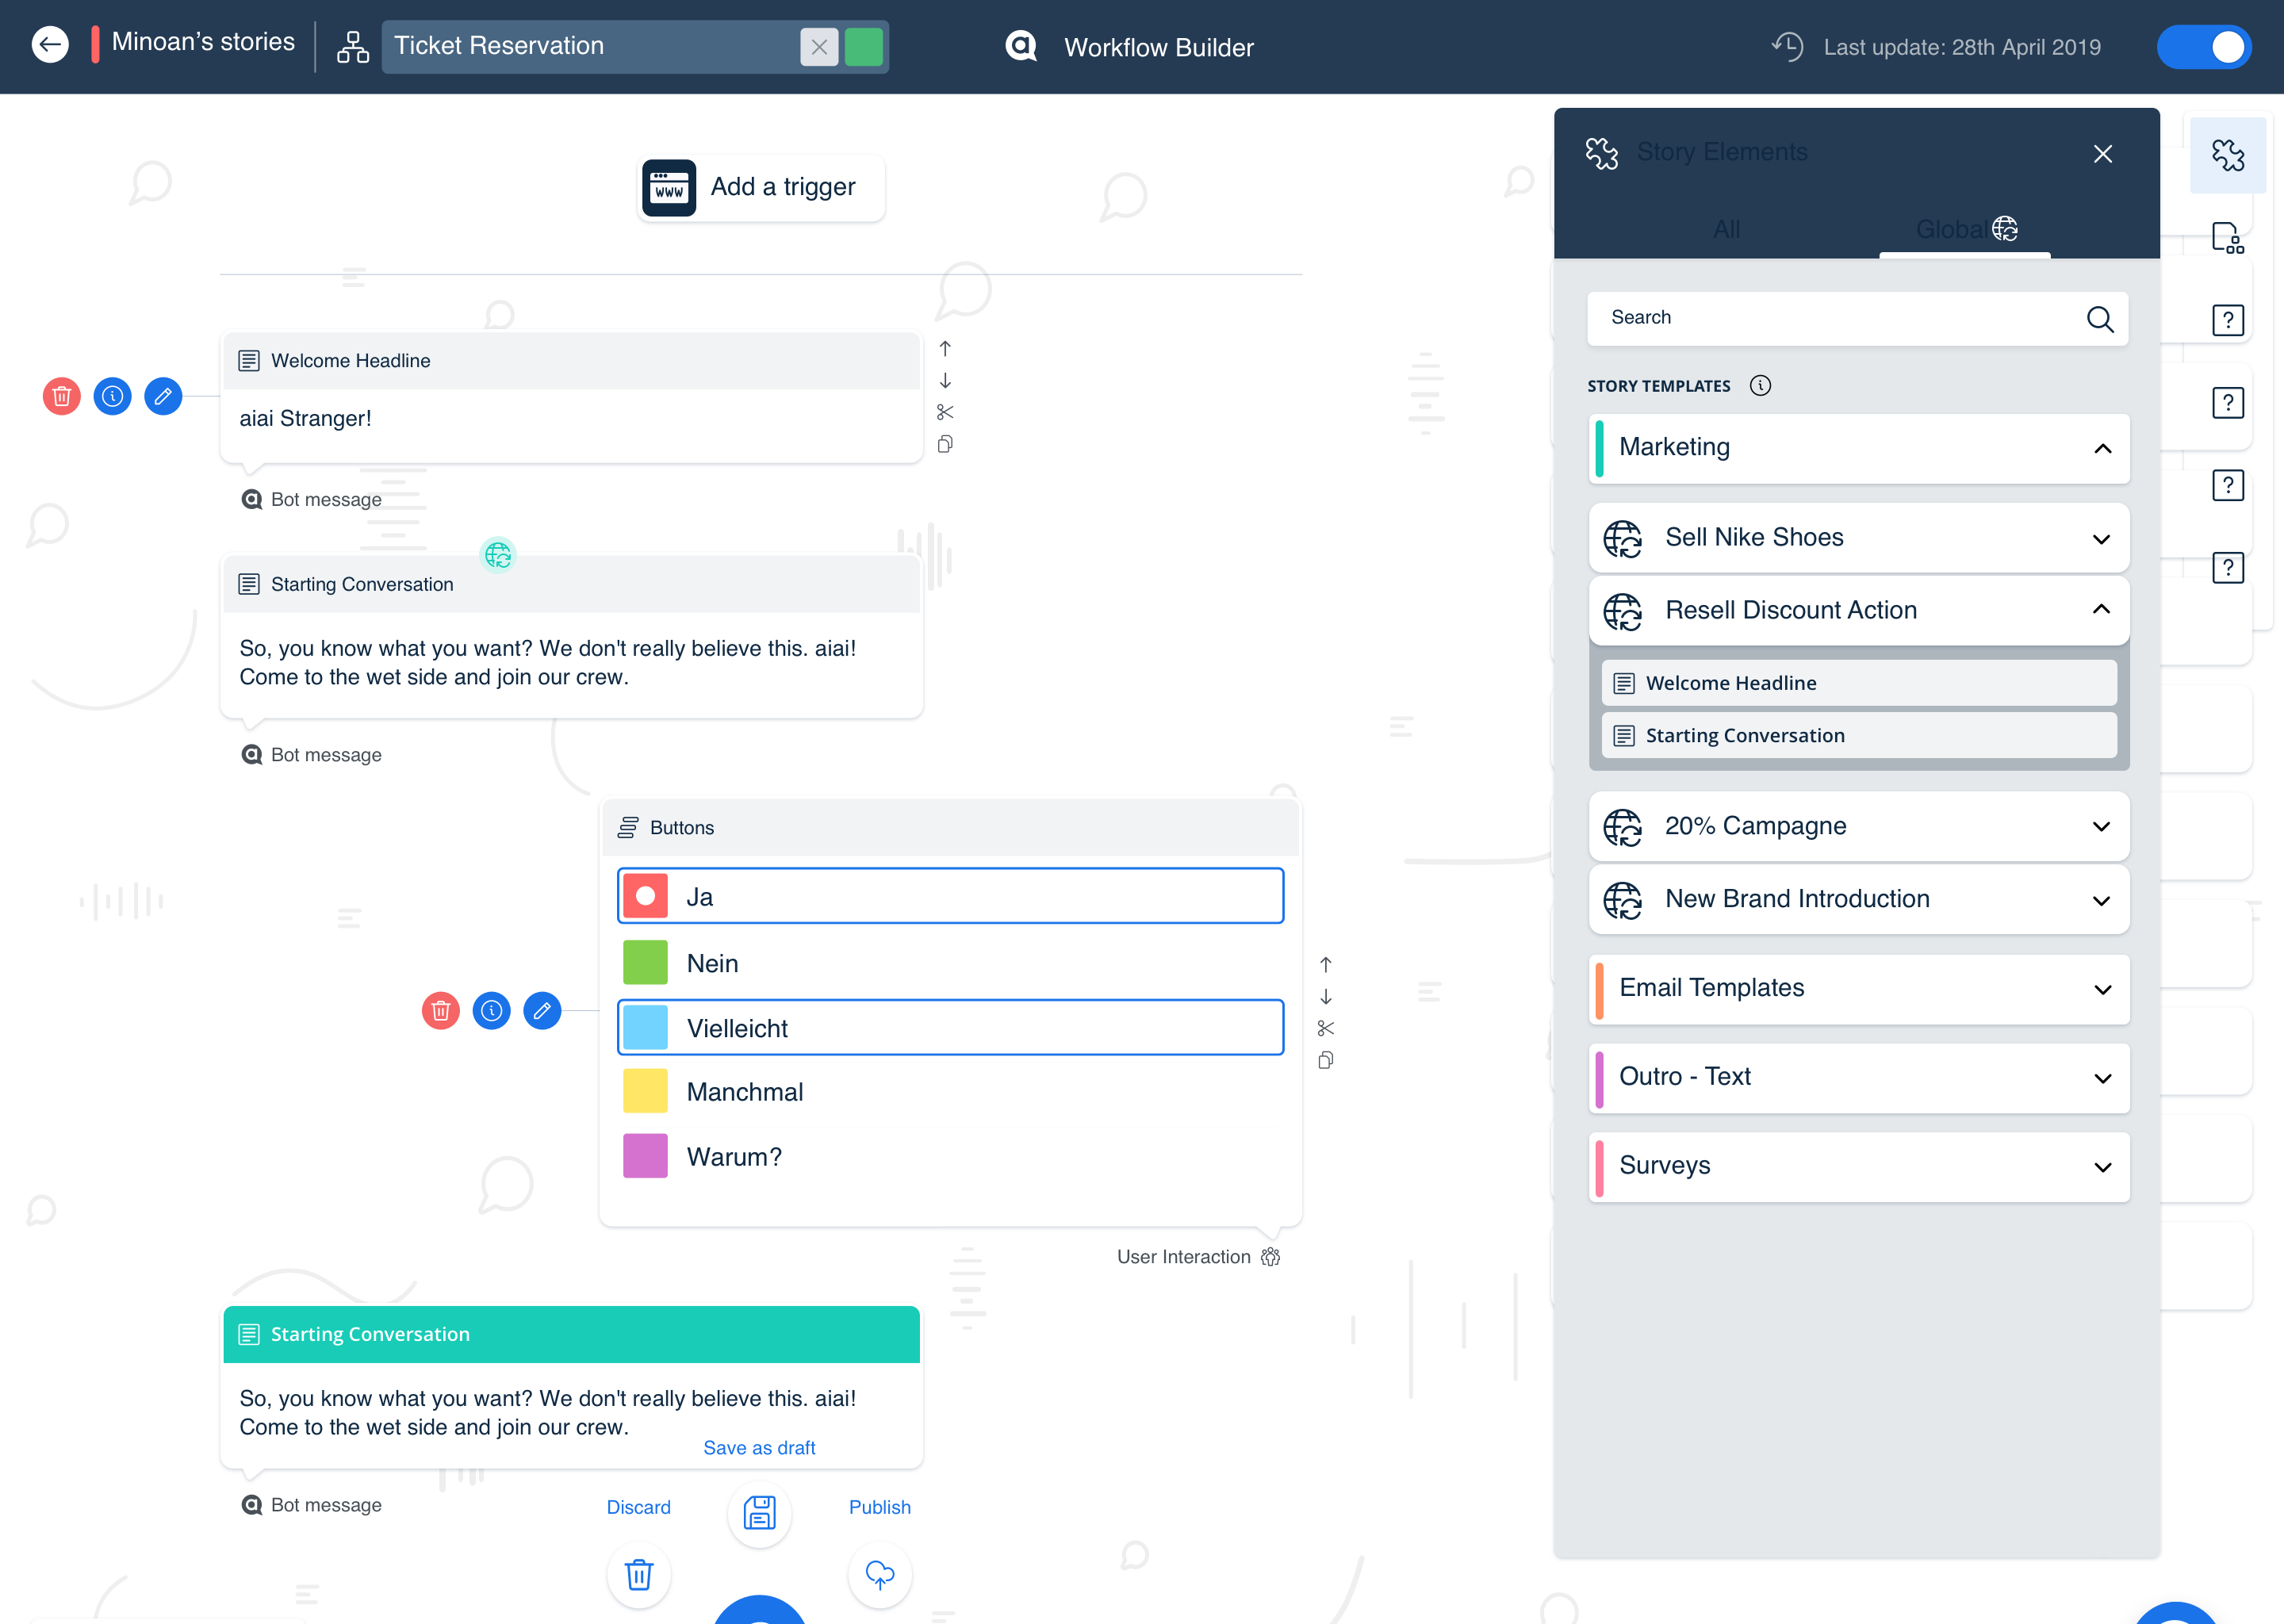 Minoan’s stories
Ticket Reservation
Workflow Builder
Last update: 28th April 2019
www
Add a trigger
Welcome Headline
aiai Stranger!
Bot message
Starting Conversation
So, you know what you want? We don't really believe this. aiai!
Come to the wet side and join our crew.
Bot message
Buttons
Ja
Nein
Vielleicht
Manchmal
Warum?
User Interaction
Starting Conversation
So, you know what you want? We don't really believe this. aiai!
Come to the wet side and join our crew.
Bot message
Save as draft
Discard
Publish
Story Elements
All
Global
Search
STORY TEMPLATES
Marketing
Sell Nike Shoes
Resell Discount Action
Welcome Headline
Starting Conversation
20% Campagne
New Brand Introduction
Email Templates
Outro - Text
Surveys
?
?
?
?